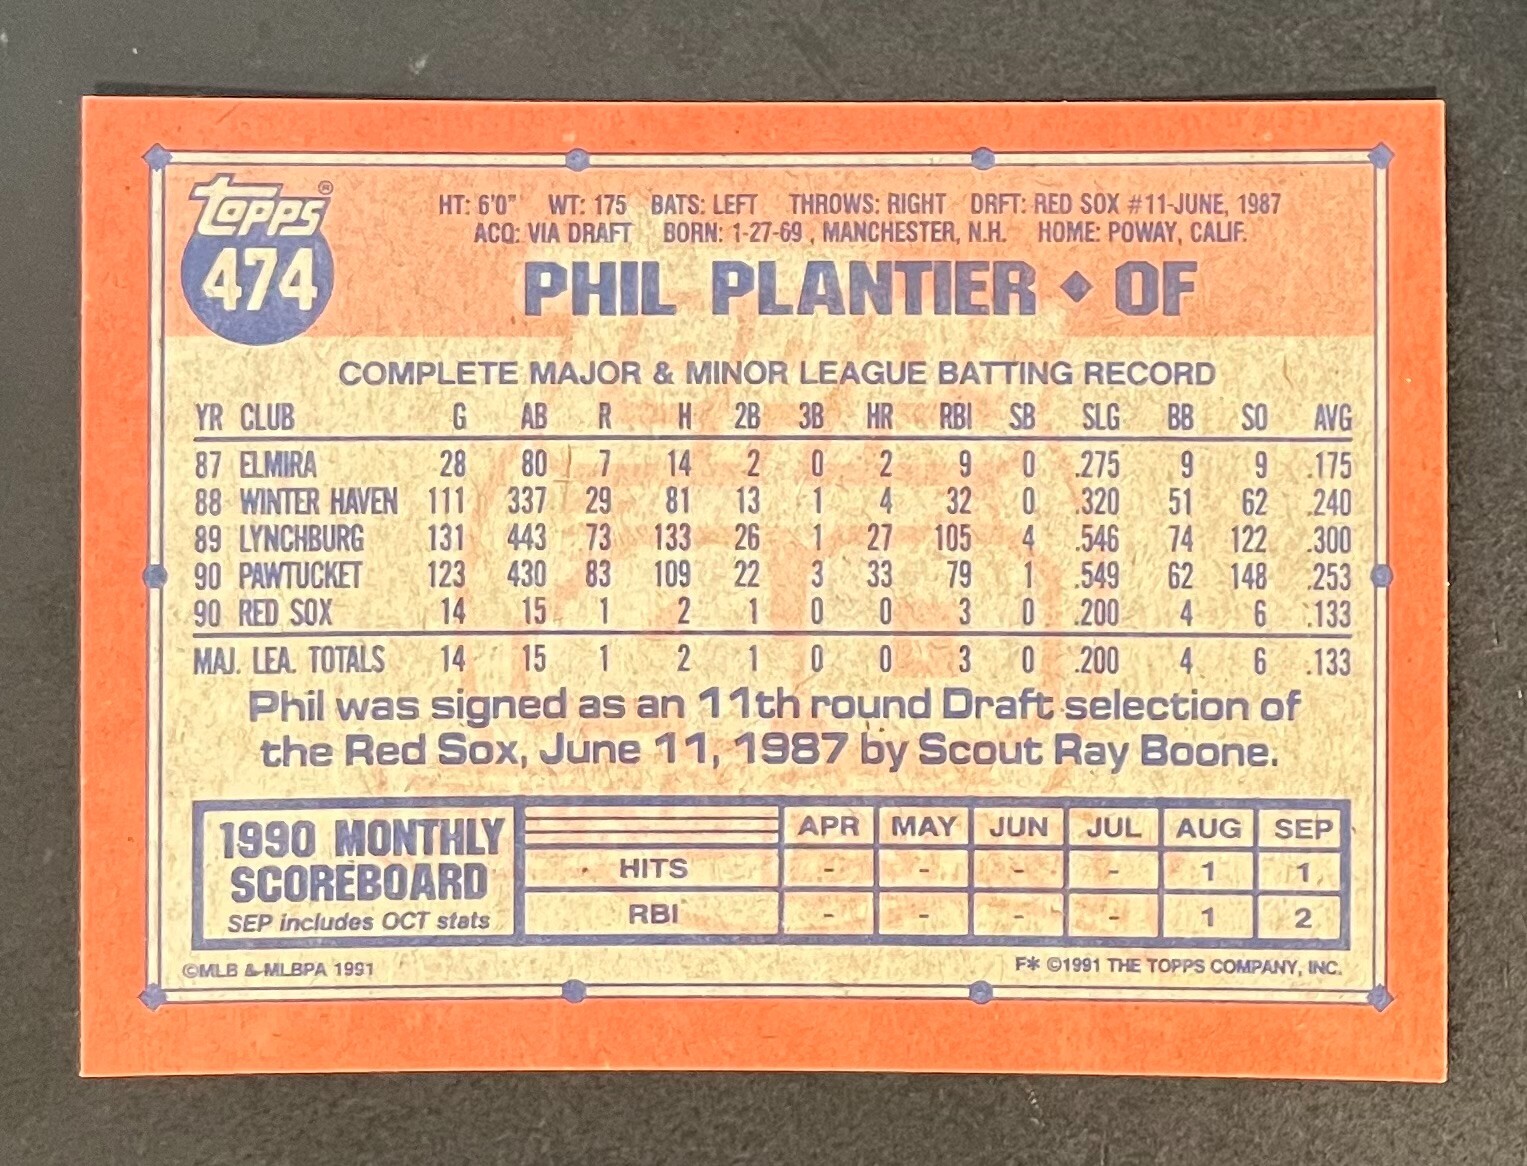 Topps®
474
HT: 6'0" WT: 175 BATS: LEFT THROWS: RIGHT DRFT: RED SOX #11-JUNE, 1987
ACQ: VIA DRAFT BORN: 1-27-69, MANCHESTER, N.H. HOME: POWAY, CALIF.
PHIL PLANTIER ◆ OF
COMPLETE MAJOR & MINOR LEAGUE BATTING RECORD
YR CLUB G AB R H 2B 3B HR RBI SB SLG BB SO AVG
87 ELMIRA 28 80 7 14 2 0 2 9 0 .275 9 9 .175
88 WINTER HAVEN 111 337 29 81 13 1 4 32 0 .320 51 62 .240
89 LYNCHBURG 131 443 73 133 26 1 27 105 4 .546 74 122 .300
90 PAWTUCKET 123 430 83 109 22 3 33 79 1 .549 62 148 .253
90 RED SOX 14 15 1 2 1 0 0 3 0 .200 4 6 .133
MAJ. LEA. TOTALS 14 15 1 2 1 0 0 3 0 .200 4 6 .133
Phil was signed as an 11th round Draft selection of
the Red Sox, June 11, 1987 by Scout Ray Boone.
1990 MONTHLY
SCOREBOARD
SEP includes OCT stats
APR MAY JUN JUL AUG SEP
HITS - - - - 1 1
RBI - - - - 1 2
©MLB & MLBPA 1991
F* ©1991 THE TOPPS COMPANY, INC.